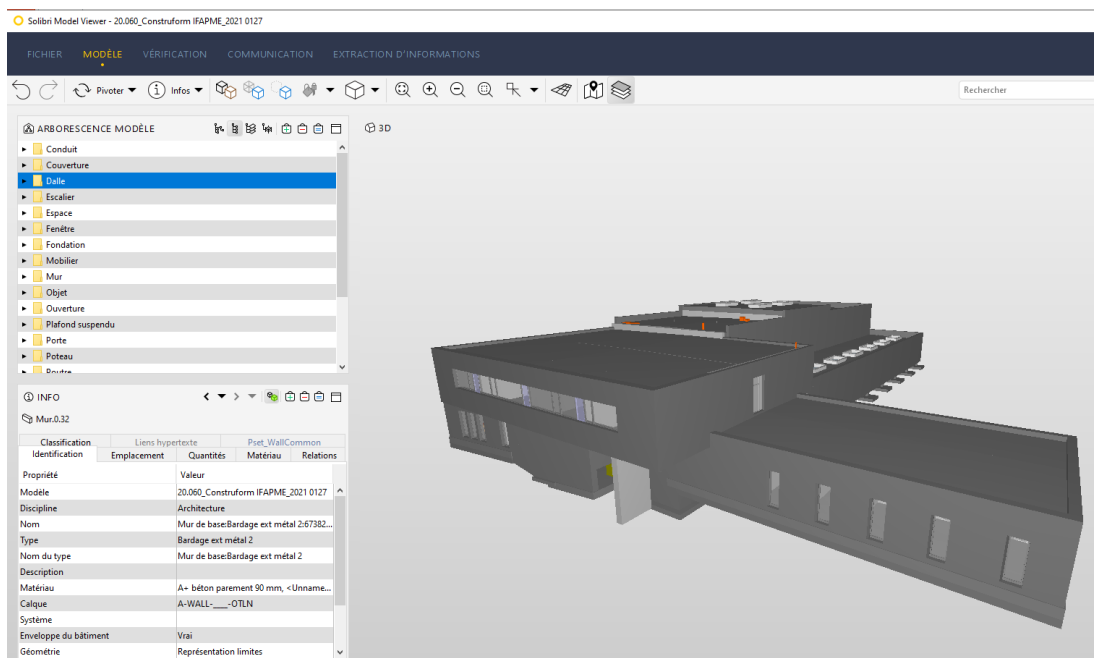 Solibri Model Viewer - 20.060_Construform IFAPME_2021 0127
FICHIER MODÈLE VÉRIFICATION COMMUNICATION EXTRACTION D'INFORMATIONS
Pivoter Infos Rechercher
ARBORESCENCE MODÈLE
3D
Conduit
Couverture
Dalle
Escalier
Espace
Fenêtre
Fondation
Mobilier
Mur
Objet
Ouverture
Plafond suspendu
Porte
Poteau
Poutre
INFO
Mur.0.32
Classification Liens hypertexte Pset_WallCommon
Identification Emplacement Quantités Matériau Relations
Propriété Valeur
Modèle 20.060_Construform IFAPME_2021 0127
Discipline Architecture
Nom Mur de base:Bardage ext métal 2:67382...
Type Bardage ext métal 2
Nom du type Mur de base:Bardage ext métal 2
Description
Matériau A+ béton parement 90 mm, <Unname...
Calque A-WALL-___-OTLN
Système
Enveloppe du bâtiment Vrai
Géométrie Représentation limites